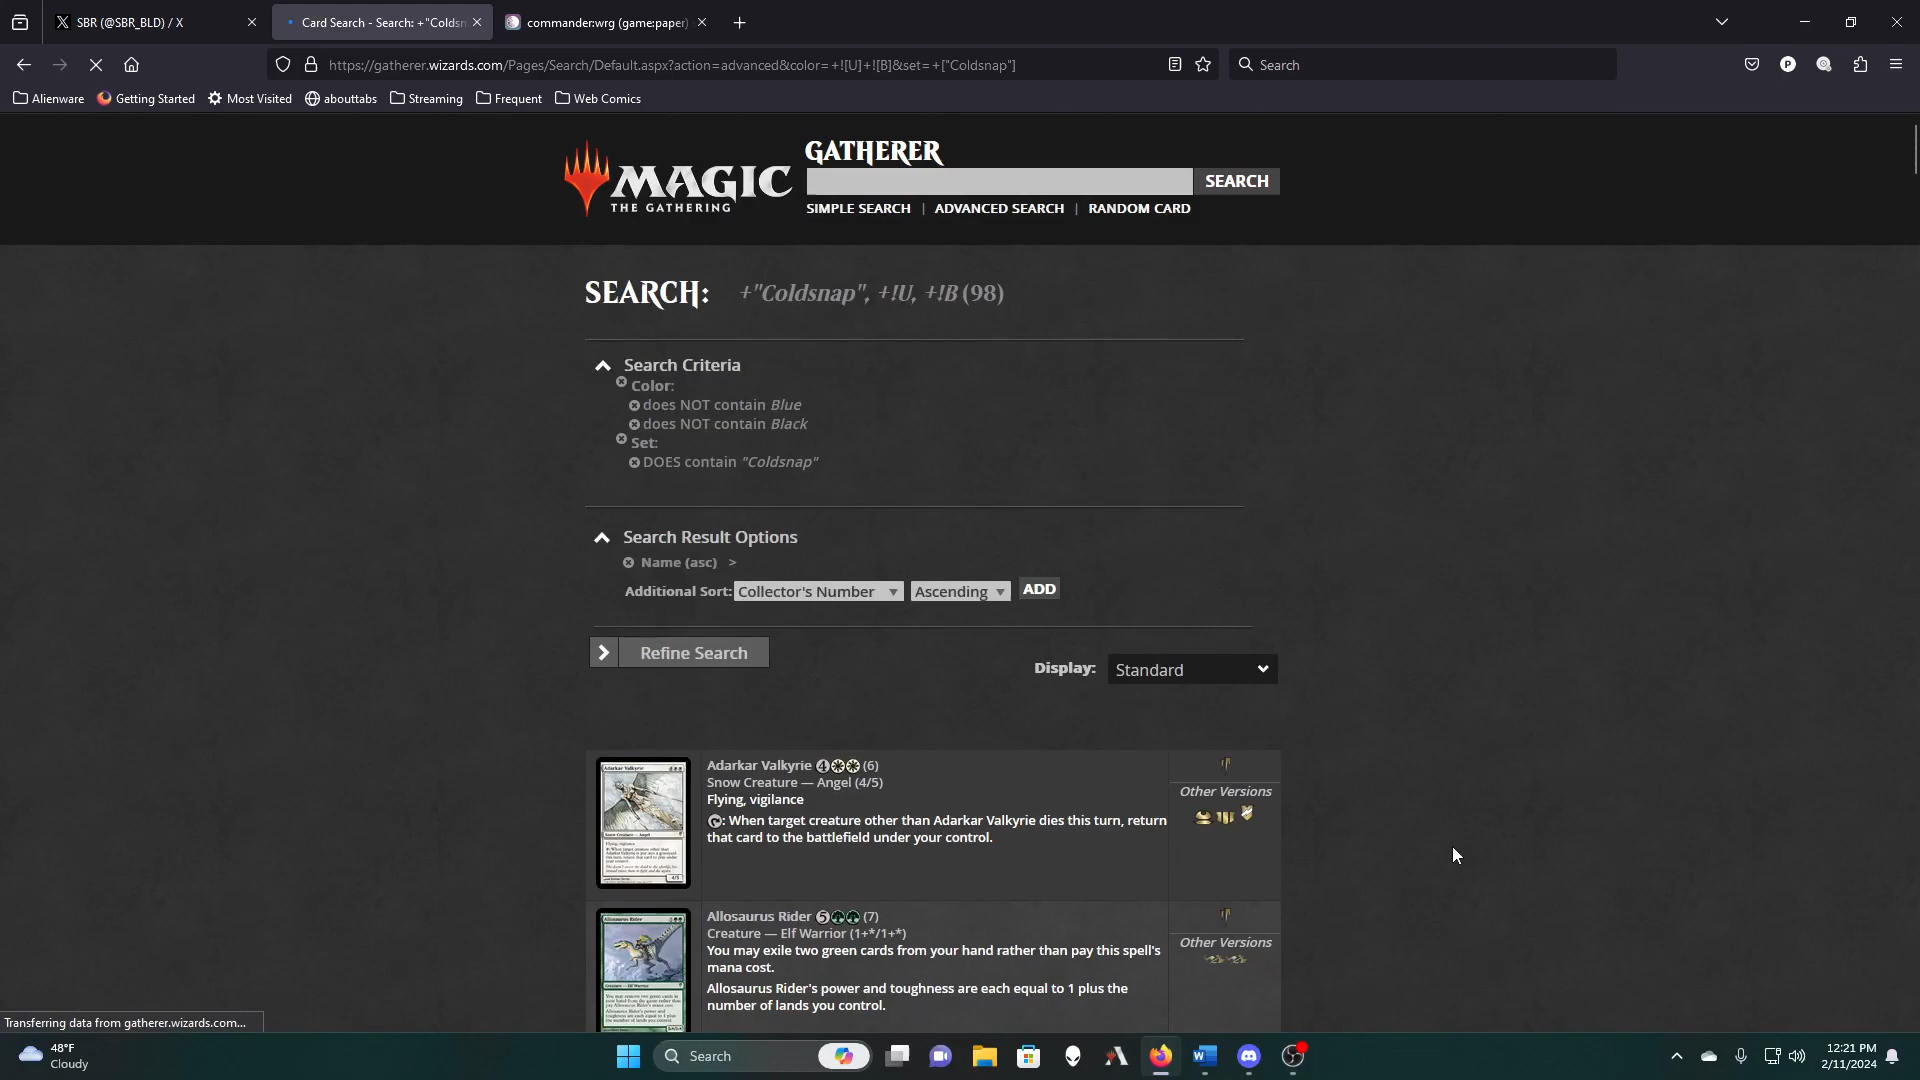 SBR (@SBR_BLD) / X
Card Search - Search: +"Coldsn
commander:wrg (game:paper)
https://gatherer.wizards.com/Pages/Search/Default.aspx?action=advanced&color=+![U]+![B]&set=+["Coldsnap"]
Search
Alienware
Getting Started
Most Visited
abouttabs
Streaming
Frequent
Web Comics
MAGIC
THE GATHERING
GATHERER
SEARCH
SIMPLE SEARCH | ADVANCED SEARCH | RANDOM CARD
SEARCH: +"Coldsnap", +!U, +!B (98)
Search Criteria
Color:
does NOT contain Blue
does NOT contain Black
Set:
DOES contain "Coldsnap"
Search Result Options
Name (asc) >
Additional Sort: Collector's Number Ascending ADD
Refine Search
Display: Standard
Adarkar Valkyrie 4 (6)
Snow Creature — Angel (4/5)
Flying, vigilance
: When target creature other than Adarkar Valkyrie dies this turn, return
that card to the battlefield under your control.
Other Versions
Allosaurus Rider 5 (7)
Creature — Elf Warrior (1+*/1+*)
You may exile two green cards from your hand rather than pay this spell's
mana cost.
Allosaurus Rider's power and toughness are each equal to 1 plus the
number of lands you control.
Other Versions
Transferring data from gatherer.wizards.com...
48°F
Cloudy
Search
12:21 PM
2/11/2024